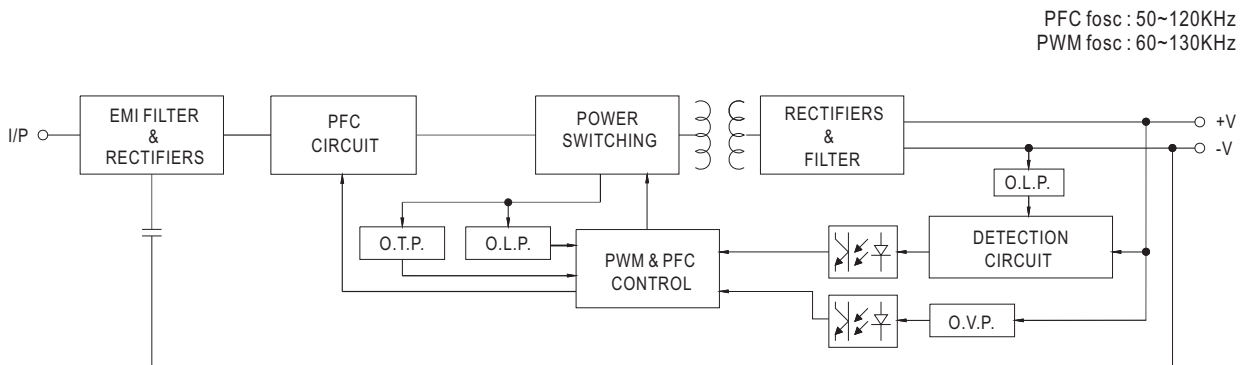 PFC fosc : 50~120KHz
PWM fosc : 60~130KHz
I/P
EMI FILTER
&
RECTIFIERS
PFC
CIRCUIT
POWER
SWITCHING
RECTIFIERS
&
FILTER
+V
-V
O.L.P.
O.T.P.
O.L.P.
PWM & PFC
CONTROL
DETECTION
CIRCUIT
O.V.P.